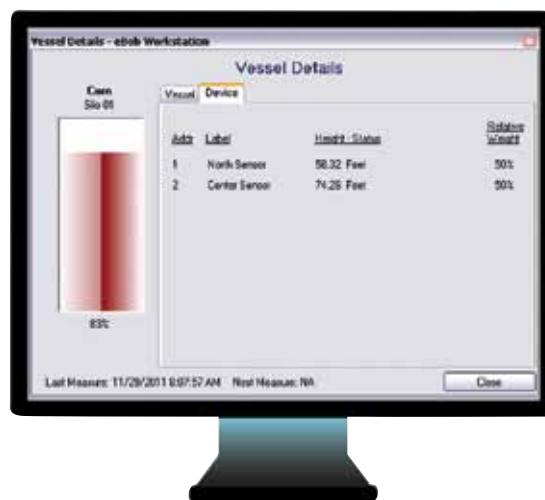 Vessel Details - eBob Workstation
Vessel Details
Corn
Silo 01
Vessel Device
Addr Label Height - Status Relative Weight
1 North Sensor 58.32 Feet 50%
2 Center Sensor 74.26 Feet 50%
83%
Last Measure: 11/29/2011 8:07:57 AM Next Measure: NA Close